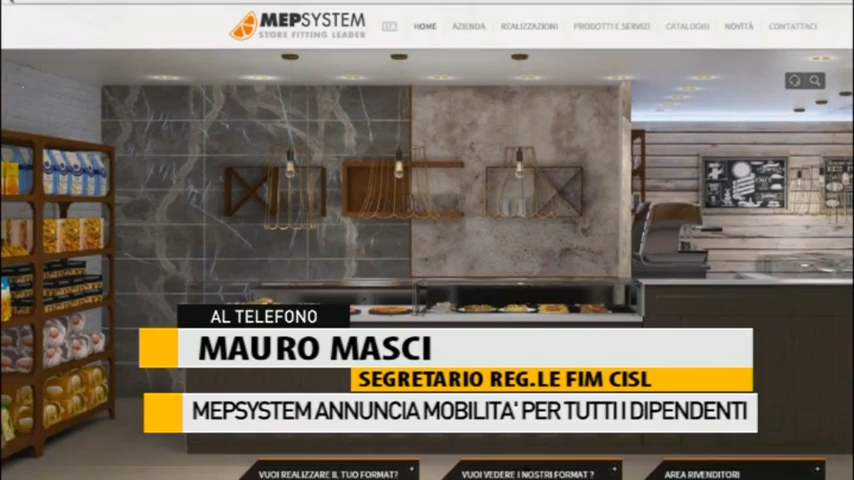 MEPSYSTEM
STORE FITTING LEADER
HOME AZIENDA REALIZZAZIONI PRODOTTI E SERVIZI CATALOGHI NOVITÀ CONTATTACI
AL TELEFONO
MAURO MASCI
SEGRETARIO REG.LE FIM CISL
MEPSYSTEM ANNUNCIA MOBILITA' PER TUTTI I DIPENDENTI
VUOI REALIZZARE IL TUO FORMAT? +
VUOI VEDERE I NOSTRI FORMAT ? +
AREA RIVENDITORI +